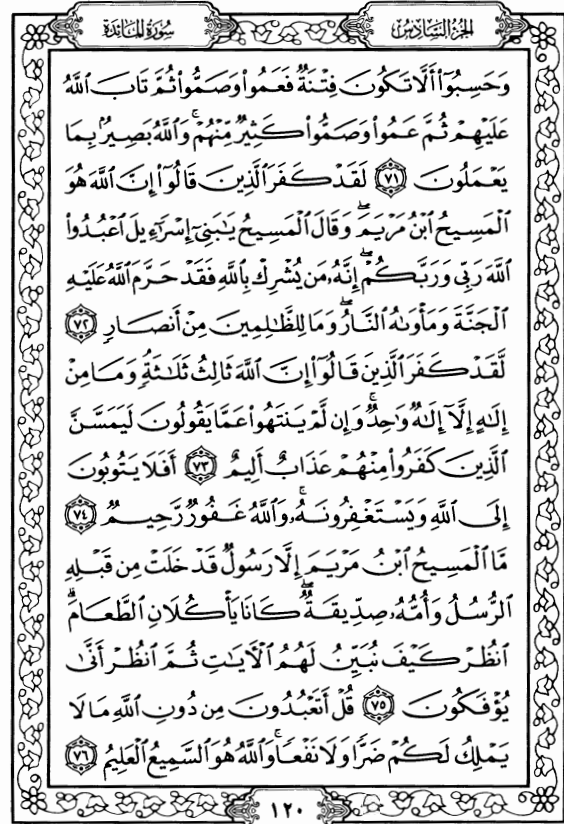 الجزء السادس
سورة المائدة
وَحَسِبُوٓا۟ أَلَّا تَكُونَ فِتْنَةٌ فَعَمُوا۟ وَصَمُّوا۟ ثُمَّ تَابَ ٱللَّهُ
عَلَيْهِمْ ثُمَّ عَمُوا۟ وَصَمُّوا۟ كَثِيرٌ مِّنْهُمْ ۚ وَٱللَّهُ بَصِيرٌۢ بِمَا
يَعْمَلُونَ ٧١ لَقَدْ كَفَرَ ٱلَّذِينَ قَالُوٓا۟ إِنَّ ٱللَّهَ هُوَ
ٱلْمَسِيحُ ٱبْنُ مَرْيَمَ ۖ وَقَالَ ٱلْمَسِيحُ يَٰبَنِىٓ إِسْرَٰٓءِيلَ ٱعْبُدُوا۟
ٱللَّهَ رَبِّى وَرَبَّكُمْ ۖ إِنَّهُۥ مَن يُشْرِكْ بِٱللَّهِ فَقَدْ حَرَّمَ ٱللَّهُ عَلَيْهِ
ٱلْجَنَّةَ وَمَأْوَىٰهُ ٱلنَّارُ ۖ وَمَا لِلظَّٰلِمِينَ مِنْ أَنصَارٍ ٧٢
لَّقَدْ كَفَرَ ٱلَّذِينَ قَالُوٓا۟ إِنَّ ٱللَّهَ ثَالِثُ ثَلَٰثَةٍ ۘ وَمَا مِنْ
إِلَٰهٍ إِلَّآ إِلَٰهٌ وَٰحِدٌ ۚ وَإِن لَّمْ يَنتَهُوا۟ عَمَّا يَقُولُونَ لَيَمَسَّنَّ
ٱلَّذِينَ كَفَرُوا۟ مِنْهُمْ عَذَابٌ أَلِيمٌ ٧٣ أَفَلَا يَتُوبُونَ
إِلَى ٱللَّهِ وَيَسْتَغْفِرُونَهُۥ ۚ وَٱللَّهُ غَفُورٌ رَّحِيمٌ ٧٤
مَّا ٱلْمَسِيحُ ٱبْنُ مَرْيَمَ إِلَّا رَسُولٌ قَدْ خَلَتْ مِن قَبْلِهِ
ٱلرُّسُلُ وَأُمُّهُۥ صِدِّيقَةٌ ۖ كَانَا يَأْكُلَانِ ٱلطَّعَامَ ۗ
ٱنظُرْ كَيْفَ نُبَيِّنُ لَهُمُ ٱلْءَايَٰتِ ثُمَّ ٱنظُرْ أَنَّىٰ
يُؤْفَكُونَ ٧٥ قُلْ أَتَعْبُدُونَ مِن دُونِ ٱللَّهِ مَا لَا
يَمْلِكُ لَكُمْ ضَرًّا وَلَا نَفْعًا ۚ وَٱللَّهُ هُوَ ٱلسَّمِيعُ ٱلْعَلِيمُ ٧٦
١٢٠